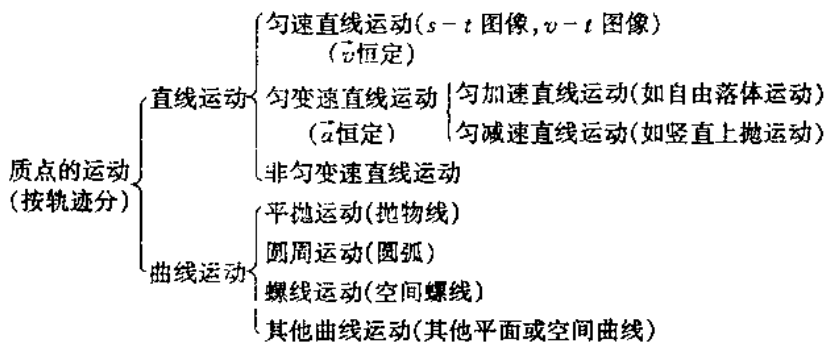 匀速直线运动(s-t 图像,v-t 图像)
(v⃗恒定)
直线运动
匀变速直线运动
匀加速直线运动(如自由落体运动)
(a⃗恒定)
匀减速直线运动(如竖直上抛运动)
质点的运动
(按轨迹分)
非匀变速直线运动
平抛运动(抛物线)
圆周运动(圆弧)
曲线运动
螺线运动(空间螺线)
其他曲线运动(其他平面或空间曲线)